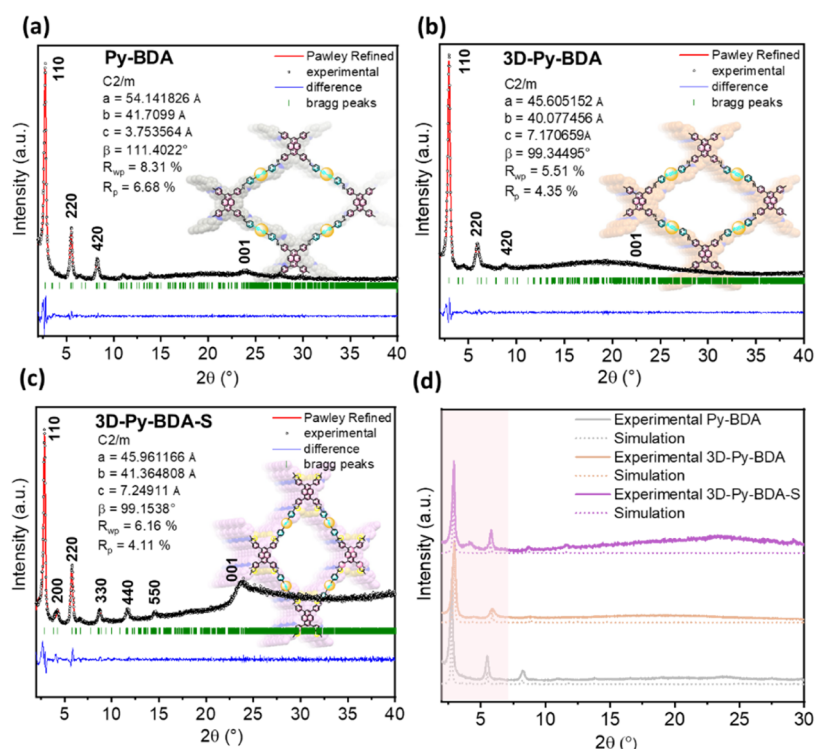 (a)
Py-BDA
C2/m
a = 54.141826 Å
b = 41.7099 Å
c = 3.753564 Å
β = 111.4022°
Rwp = 8.31 %
Rp = 6.68 %
Pawley Refined
experimental
difference
bragg peaks
110
220
420
001
Intensity (a.u.)
5 10 15 20 25 30 35 40
2θ (°)
(b)
3D-Py-BDA
C2/m
a = 45.605152 Å
b = 40.077456 Å
c = 7.170659Å
β = 99.34495°
Rwp = 5.51 %
Rp = 4.35 %
Pawley Refined
experimental
difference
bragg peaks
110
220
420
001
Intensity (a.u.)
5 10 15 20 25 30 35 40
2θ (°)
(c)
3D-Py-BDA-S
C2/m
a = 45.961166 Å
b = 41.364808 Å
c = 7.24911 Å
β = 99.1538°
Rwp = 6.16 %
Rp = 4.11 %
Pawley Refined
experimental
difference
bragg peaks
110
200
220
330
440
550
001
Intensity (a.u.)
5 10 15 20 25 30 35 40
2θ (°)
(d)
Experimental Py-BDA
Simulation
Experimental 3D-Py-BDA
Simulation
Experimental 3D-Py-BDA-S
Simulation
Intensity (a.u.)
5 10 15 20 25 30
2θ (°)